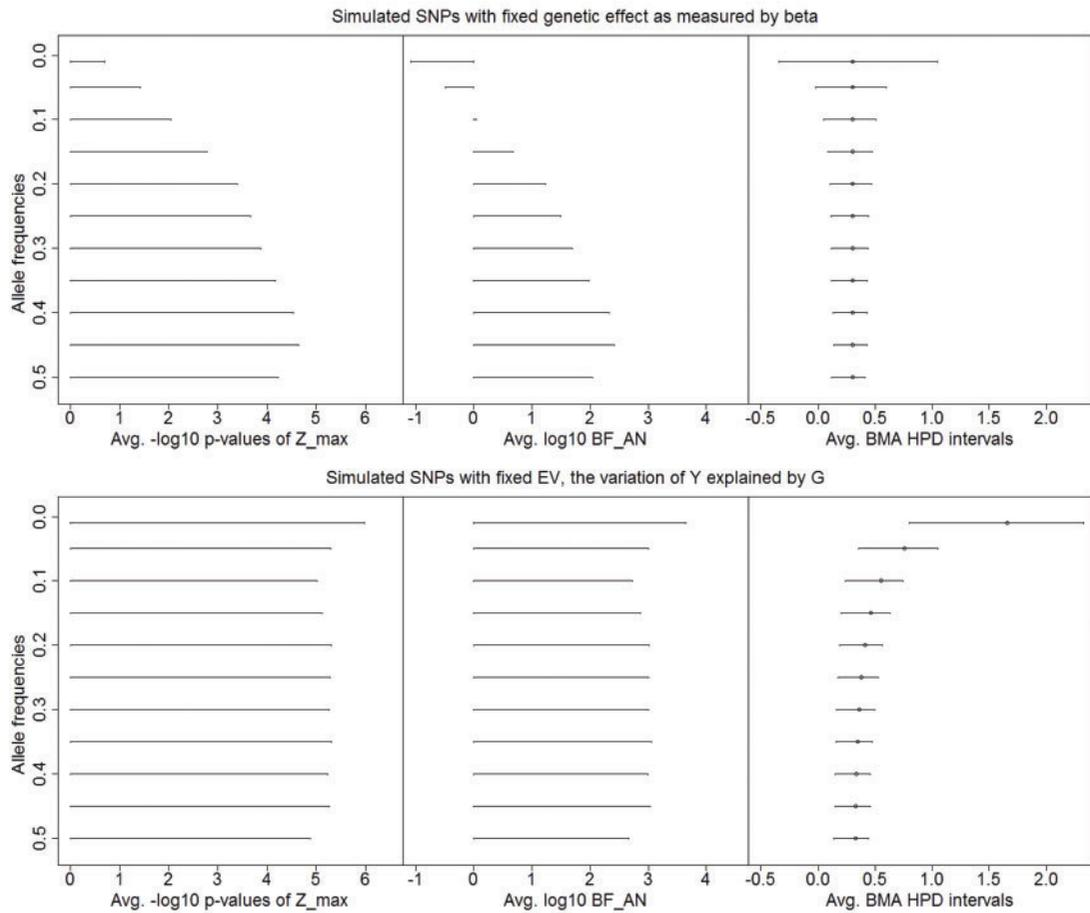 Simulated SNPs with fixed genetic effect as measured by beta
Allele frequencies
0.0
0.1
0.2
0.3
0.4
0.5
0 1 2 3 4 5 6
Avg. -log10 p-values of Z_max
-1 0 1 2 3 4
Avg. log10 BF_AN
-0.5 0.0 0.5 1.0 1.5 2.0
Avg. BMA HPD intervals
Simulated SNPs with fixed EV, the variation of Y explained by G
Allele frequencies
0.0
0.1
0.2
0.3
0.4
0.5
0 1 2 3 4 5 6
Avg. -log10 p-values of Z_max
-1 0 1 2 3 4
Avg. log10 BF_AN
-0.5 0.0 0.5 1.0 1.5 2.0
Avg. BMA HPD intervals